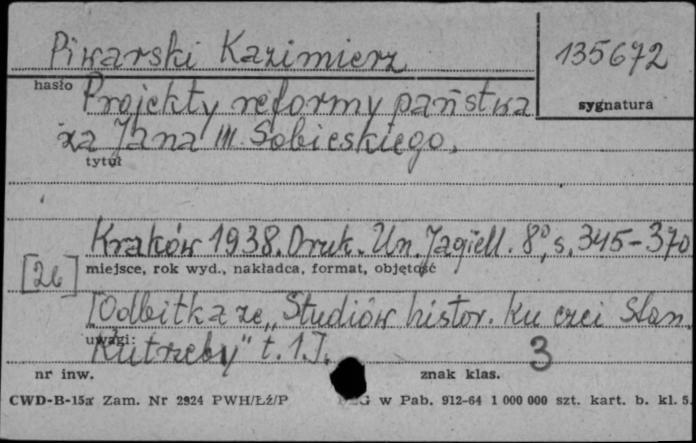 Piwarski Kazimierz
135672
hasło
Projekty reformy państwa
sygnatura
za Jana III Sobieskiego.
tytuł
Kraków 1938. Druk. Un. Jagiell. 8°, s. 345-370
[26]
miejsce, rok wyd., nakładca, format, objętość
[Odbitka ze „Studiów histor. ku czci Stan.
uwagi:
Kutrzeby" t. 1].
3
nr inw.
znak klas.
CWD-B-15a Zam. Nr 2924 PWH/Łź/P
w Pab. 912-64 1 000 000 szt. kart. b. kl. 5.